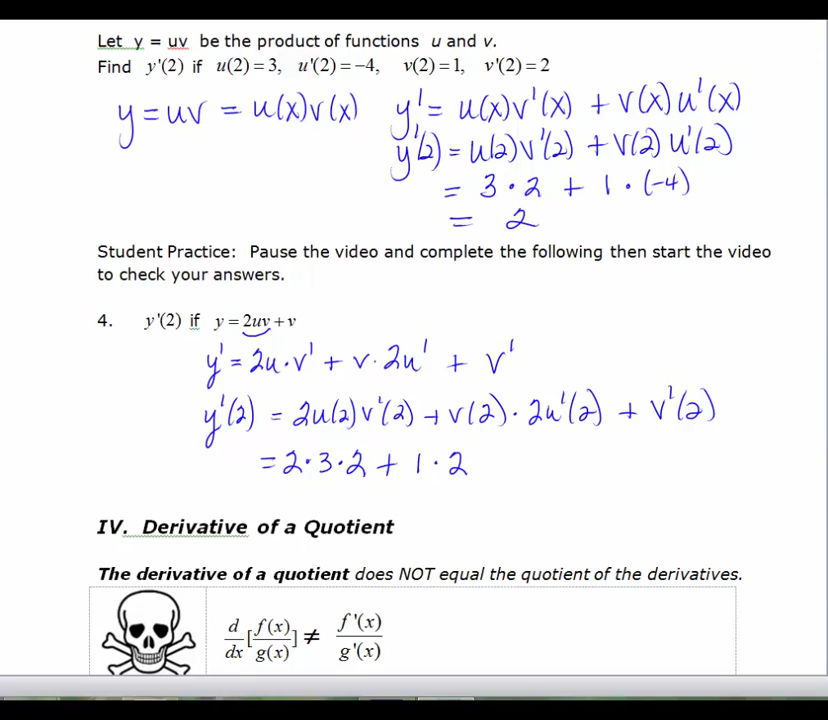 Let y = uv be the product of functions u and v.
Find y'(2) if u(2) = 3, u'(2) = −4, v(2) = 1, v'(2) = 2
y = uv = u(x)v(x) y' = u(x)v'(x) + v(x)u'(x)
y'(2) = u(2)v'(2) + v(2)u'(2)
= 3 · 2 + 1 · (-4)
= 2
Student Practice: Pause the video and complete the following then start the video
to check your answers.
4. y'(2) if y = 2uv + v
y' = 2u·v' + v·2u' + v'
y'(2) = 2u(2)v'(2) + v(2)·2u'(2) + v'(2)
= 2·3·2 + 1·2
IV. Derivative of a Quotient
The derivative of a quotient does NOT equal the quotient of the derivatives.
d/dx [f(x)/g(x)] ≠ f'(x)/g'(x)